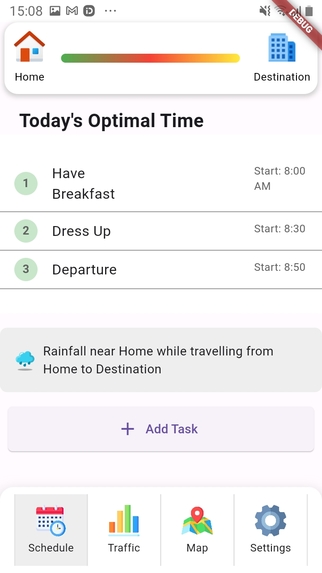 15:08
DEBUG
Home
Destination
Today's Optimal Time
1
Have
Breakfast
Start: 8:00
AM
2
Dress Up
Start: 8:30
3
Departure
Start: 8:50
Rainfall near Home while travelling from
Home to Destination
+ Add Task
Schedule
Traffic
Map
Settings